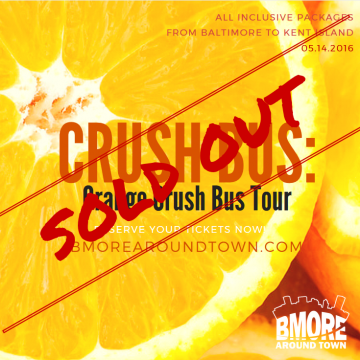 ALL INCLUSIVE PACKAGES
FROM BALTIMORE TO KENT ISLAND
05.14.2016
CRUSH BUS:
SOLD OUT
Orange Crush Bus Tour
SERVE YOUR TICKETS NOW!
BMOREAROUNDTOWN.COM
BMORE
AROUND TOWN